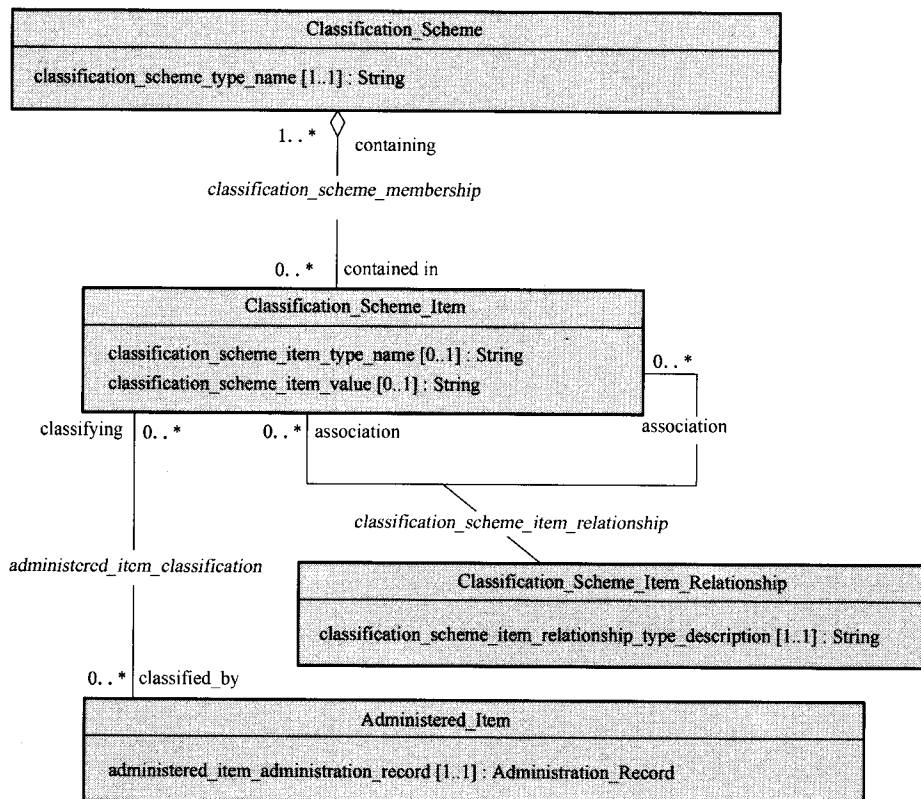 Classification_Scheme
classification_scheme_type_name [1..1] : String
1..*
containing
classification_scheme_membership
0..*
contained in
Classification_Scheme_Item
classification_scheme_item_type_name [0..1] : String
classification_scheme_item_value [0..1] : String
0..*
classifying
0..*
0..*
association
association
classification_scheme_item_relationship
administered_item_classification
Classification_Scheme_Item_Relationship
classification_scheme_item_relationship_type_description [1..1] : String
0..*
classified_by
Administered_Item
administered_item_administration_record [1..1] : Administration_Record